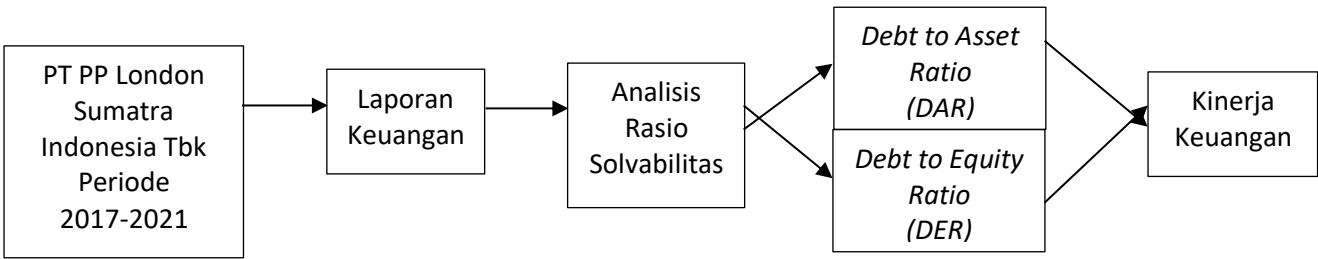 PT PP London
Sumatra
Indonesia Tbk
Periode
2017-2021
Laporan
Keuangan
Analisis
Rasio
Solvabilitas
Debt to Asset
Ratio
(DAR)
Debt to Equity
Ratio
(DER)
Kinerja
Keuangan